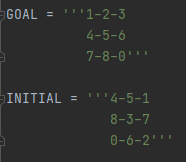 GOAL = '''1-2-3
4-5-6
7-8-0'''
INITIAL = '''4-5-1
8-3-7
0-6-2'''